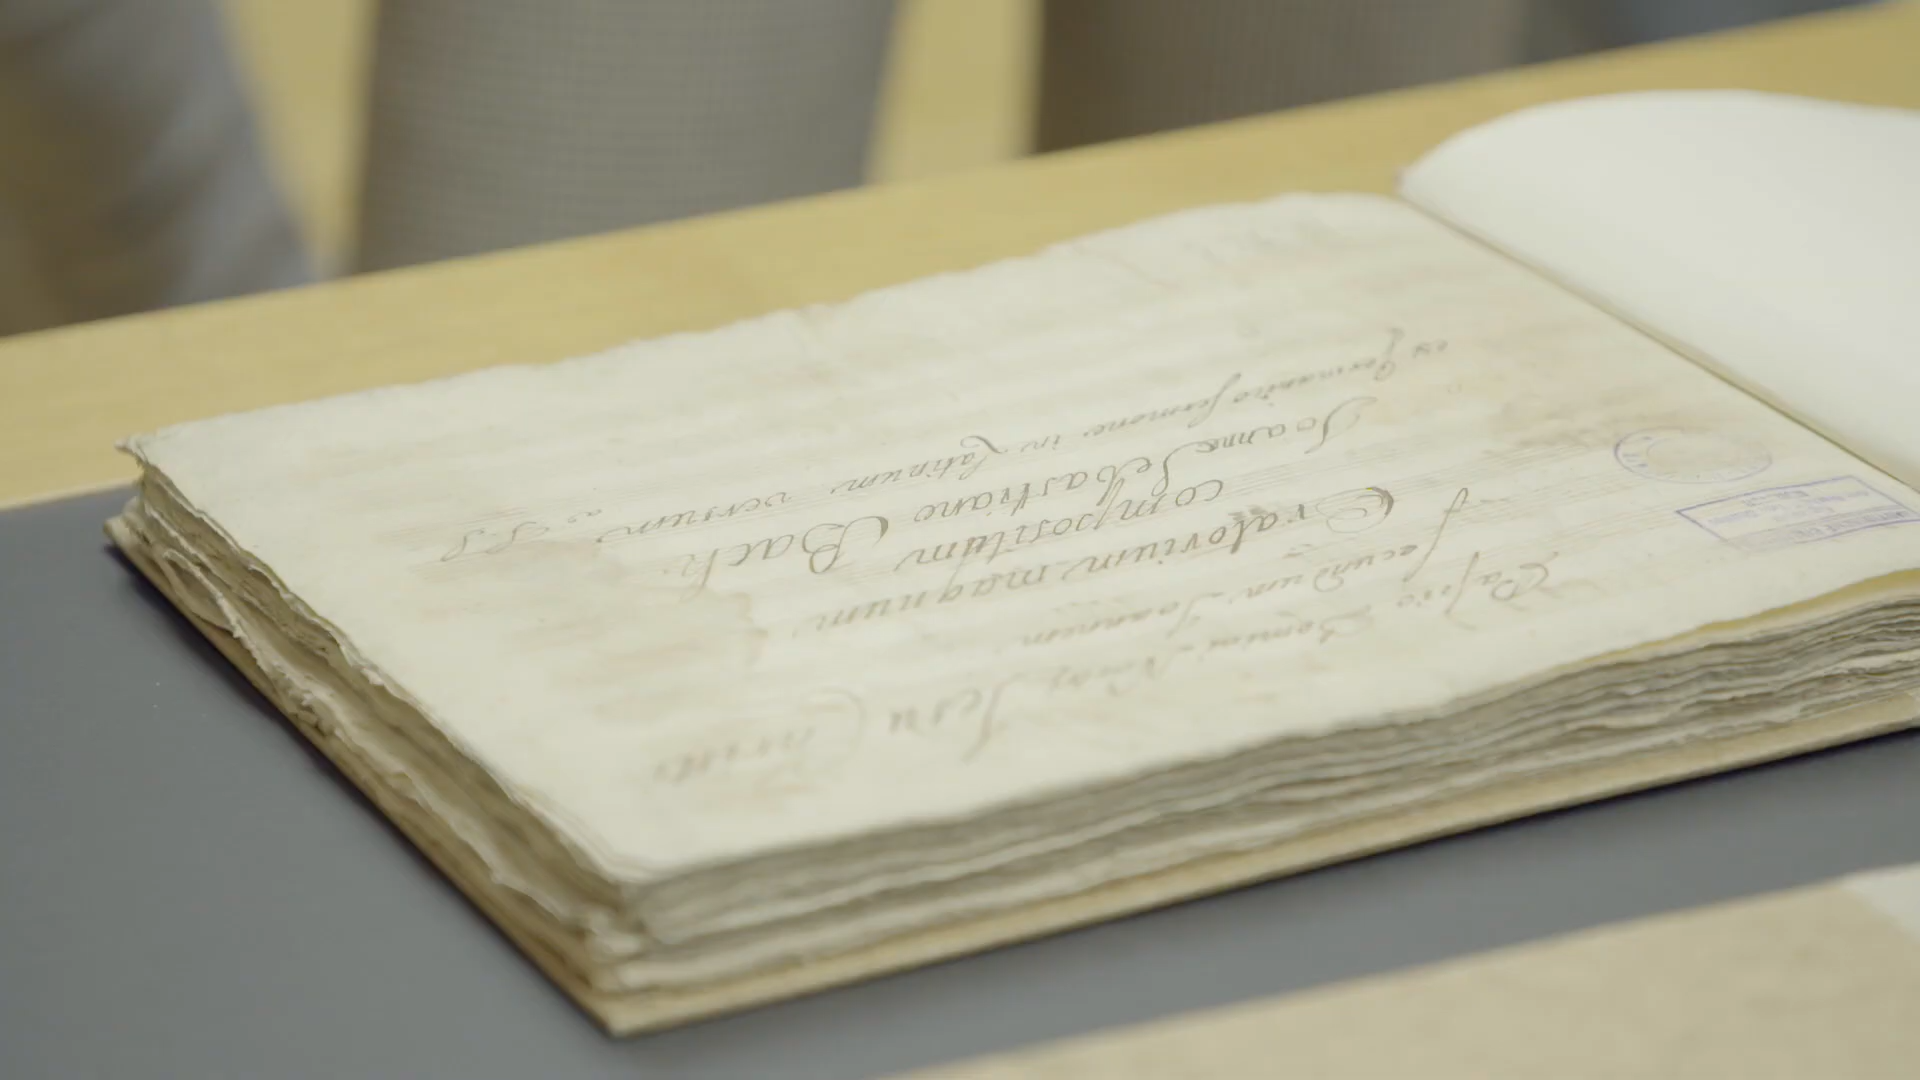 Passio Domini Nostri Jesu Christi
secundum Joannem
Oratorium magnum
compositum
Joanne Sebastiano Bach
ex Germanico sermone in Latinum versum a